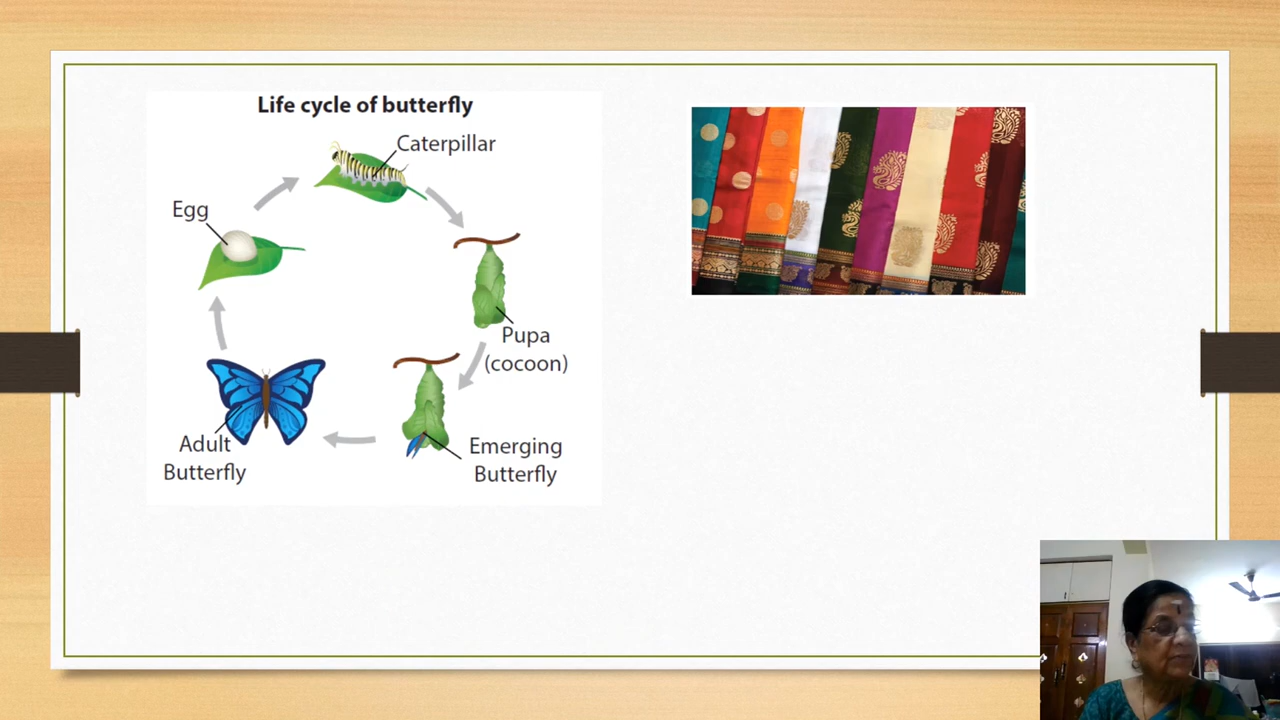 Life cycle of butterfly
Caterpillar
Egg
Pupa
(cocoon)
Emerging
Butterfly
Adult
Butterfly